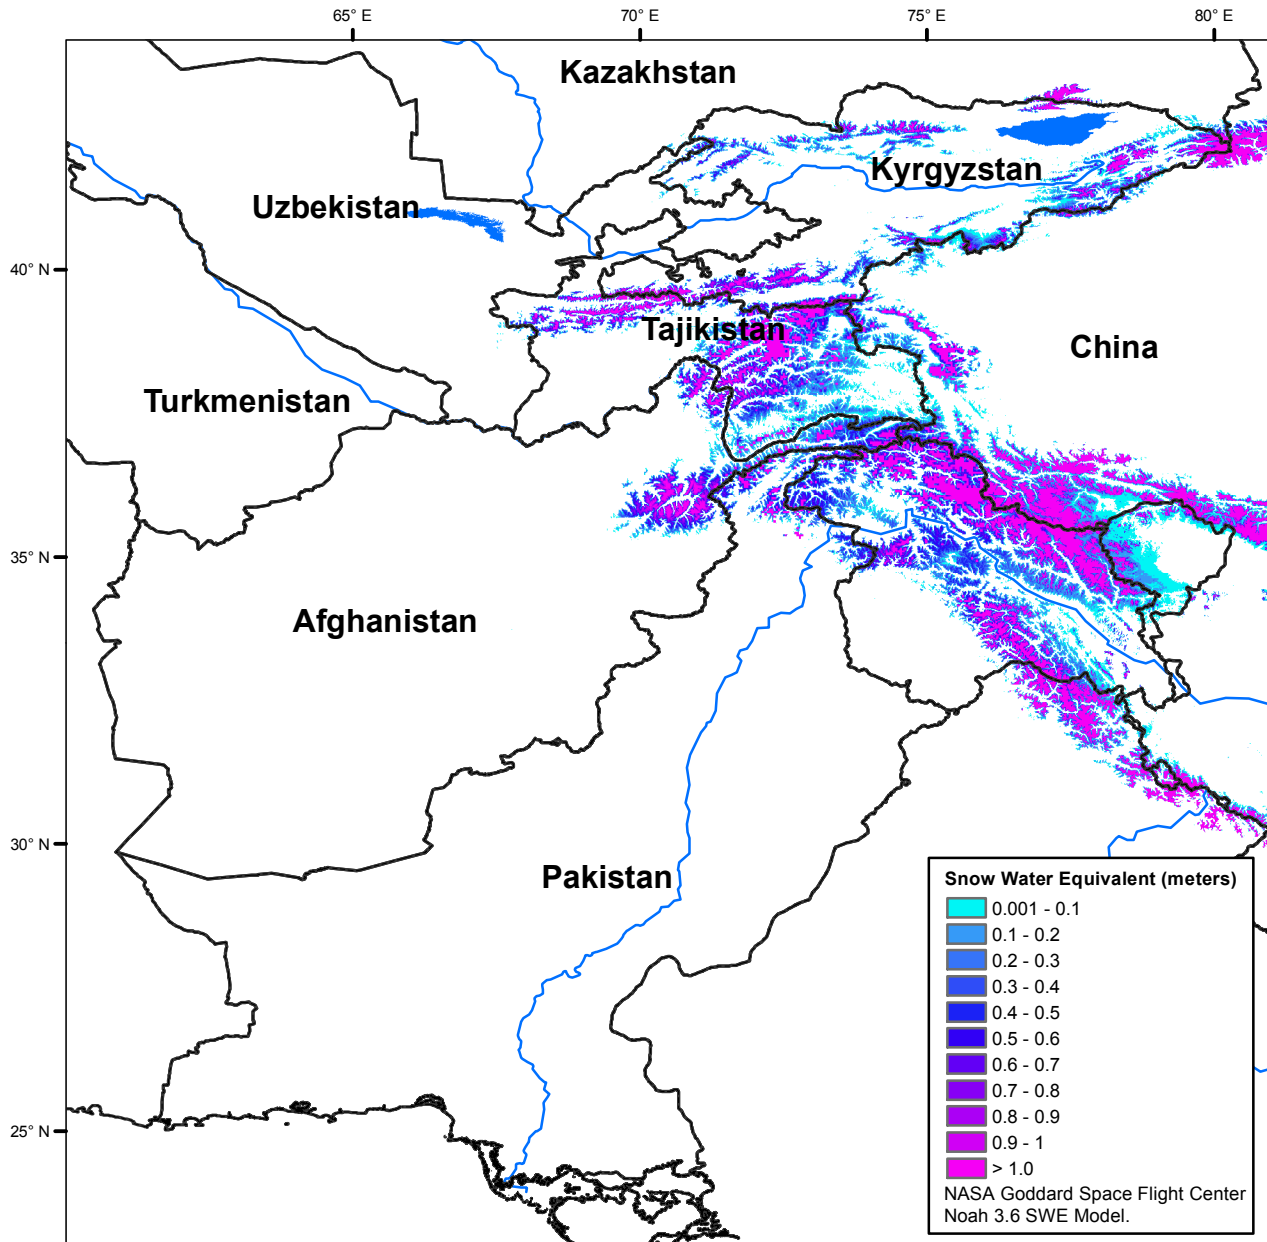 65° E
70° E
75° E
80° E
Kazakhstan
Kyrgyzstan
Uzbekistan
40° N
Tajikistan
China
Turkmenistan
35° N
Afghanistan
30° N
Pakistan
25° N
Snow Water Equivalent (meters)
0.001 - 0.1
0.1 - 0.2
0.2 - 0.3
0.3 - 0.4
0.4 - 0.5
0.5 - 0.6
0.6 - 0.7
0.7 - 0.8
0.8 - 0.9
0.9 - 1
> 1.0
NASA Goddard Space Flight Center
Noah 3.6 SWE Model.